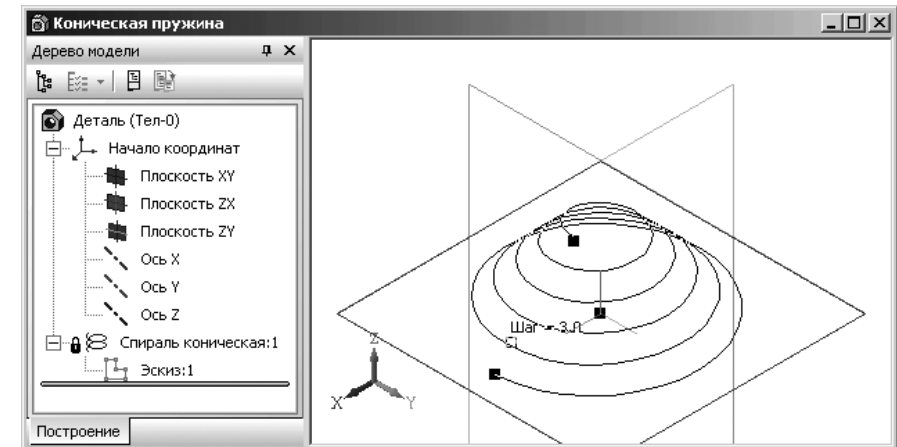 Коническая пружина
Дерево модели
Деталь (Тел-0)
Начало координат
Плоскость XY
Плоскость ZX
Плоскость ZY
Ось X
Ось Y
Ось Z
Спираль коническая:1
Эскиз:1
Построение
Шаг
Z
X
Y